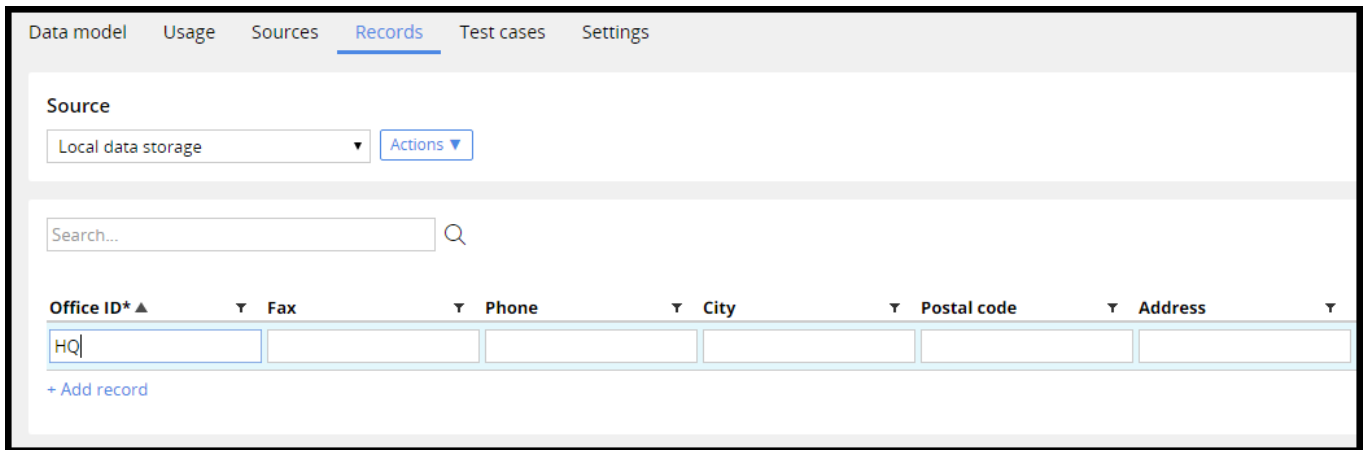 Data model Usage Sources Records Test cases Settings
Source
Local data storage Actions
Search...
Office ID* Fax Phone City Postal code Address
HQ
+ Add record